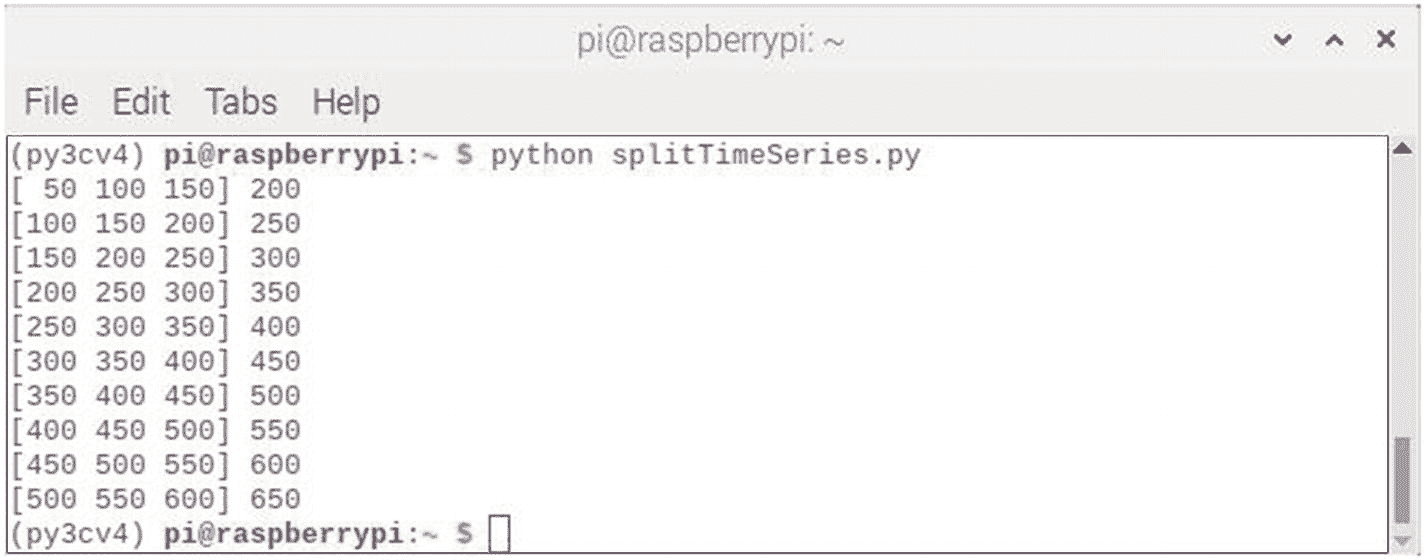 pi@raspberrypi: ~
File Edit Tabs Help
(py3cv4) pi@raspberrypi:~ $ python splitTimeSeries.py
[ 50 100 150] 200
[100 150 200] 250
[150 200 250] 300
[200 250 300] 350
[250 300 350] 400
[300 350 400] 450
[350 400 450] 500
[400 450 500] 550
[450 500 550] 600
[500 550 600] 650
(py3cv4) pi@raspberrypi:~ $